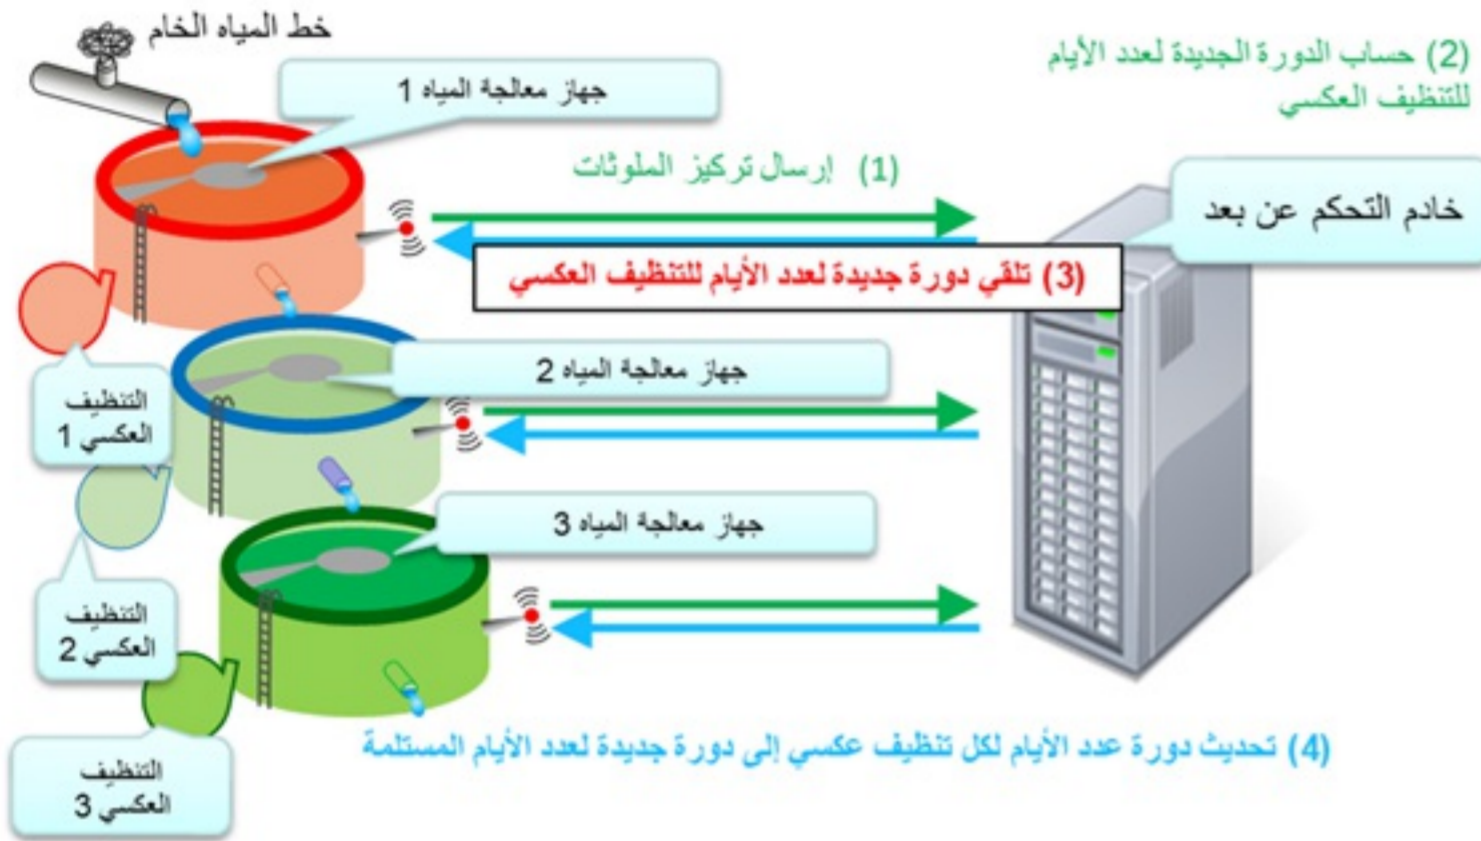 خط المياه الخام
جهاز معالجة المياه 1
(2) حساب الدورة الجديدة لعدد الأيام
للتنظيف العكسي
(1) إرسال تركيز الملوثات
خادم التحكم عن بعد
(3) تلقي دورة جديدة لعدد الأيام للتنظيف العكسي
جهاز معالجة المياه 2
التنظيف
العكسي 1
جهاز معالجة المياه 3
التنظيف
العكسي 2
(4) تحديث دورة عدد الأيام لكل تنظيف عكسي إلى دورة جديدة لعدد الأيام المستلمة
التنظيف
العكسي 3